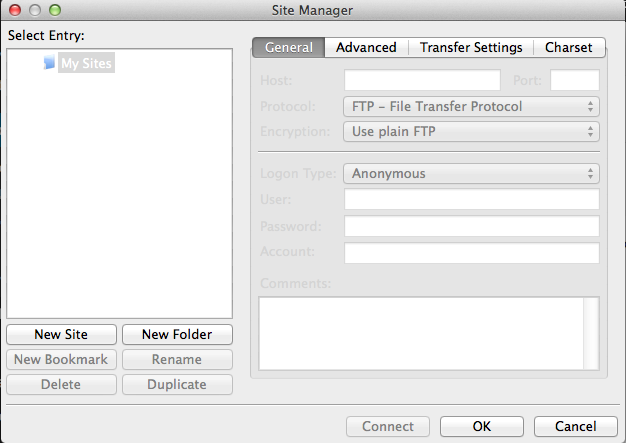 Site Manager
Select Entry:
My Sites
General Advanced Transfer Settings Charset
Host: Port:
Protocol: FTP – File Transfer Protocol
Encryption: Use plain FTP
Logon Type: Anonymous
User:
Password:
Account:
Comments:
New Site New Folder
New Bookmark Rename
Delete Duplicate
Connect OK Cancel